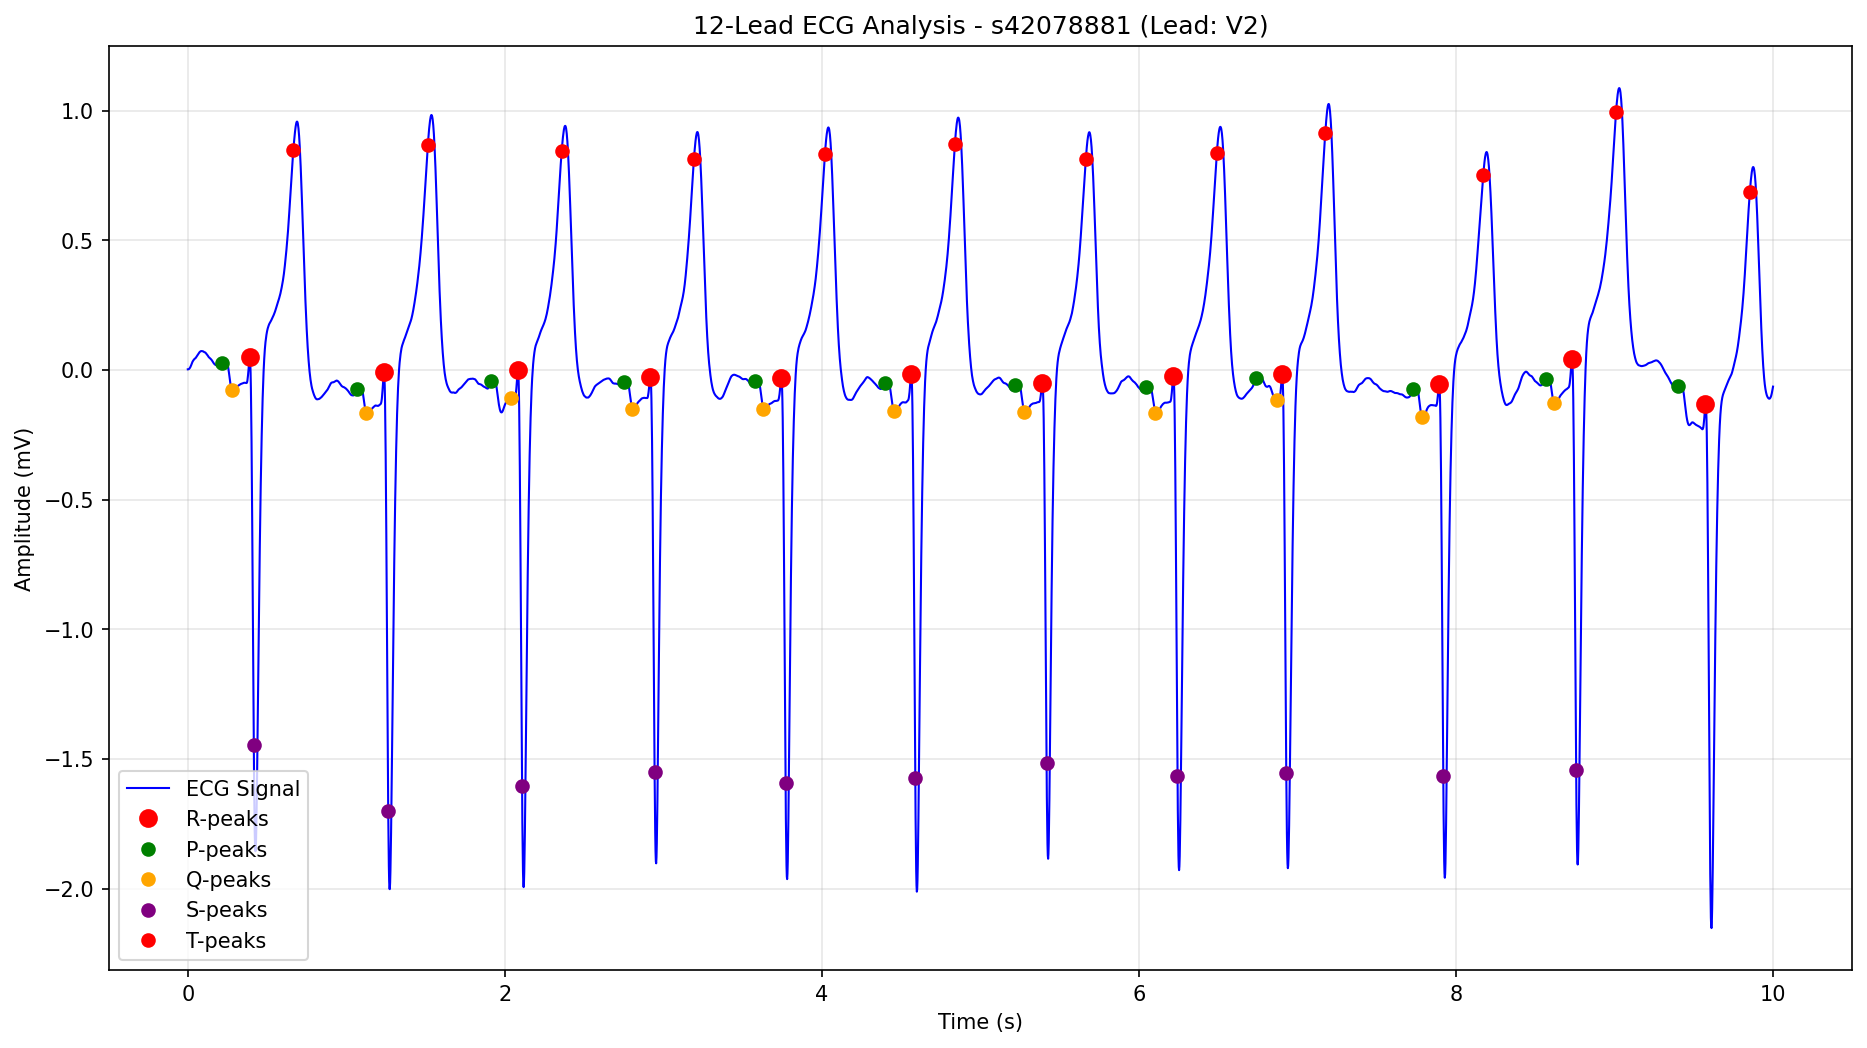 12-Lead ECG Analysis - s42078881 (Lead: V2)
1.0
0.5
0.0
−0.5
−1.0
−1.5
−2.0
Amplitude (mV)
ECG Signal
R-peaks
P-peaks
Q-peaks
S-peaks
T-peaks
0 2 4 6 8 10
Time (s)